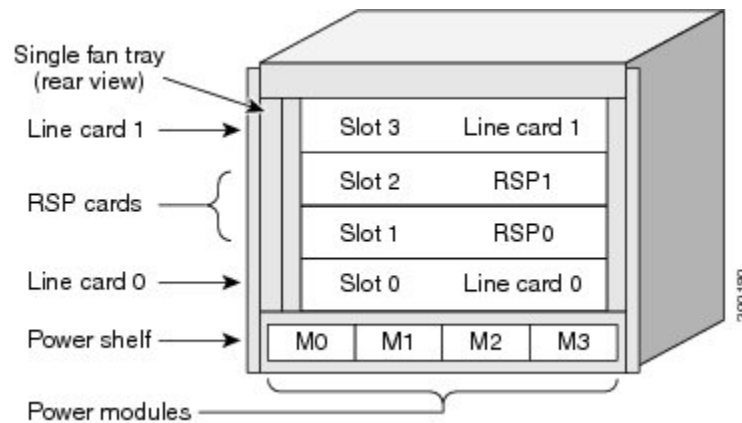 Single fan tray
(rear view)
Line card 1
Slot 3 Line card 1
Slot 2 RSP1
RSP cards
Slot 1 RSP0
Line card 0
Slot 0 Line card 0
Power shelf
M0 M1 M2 M3
Power modules